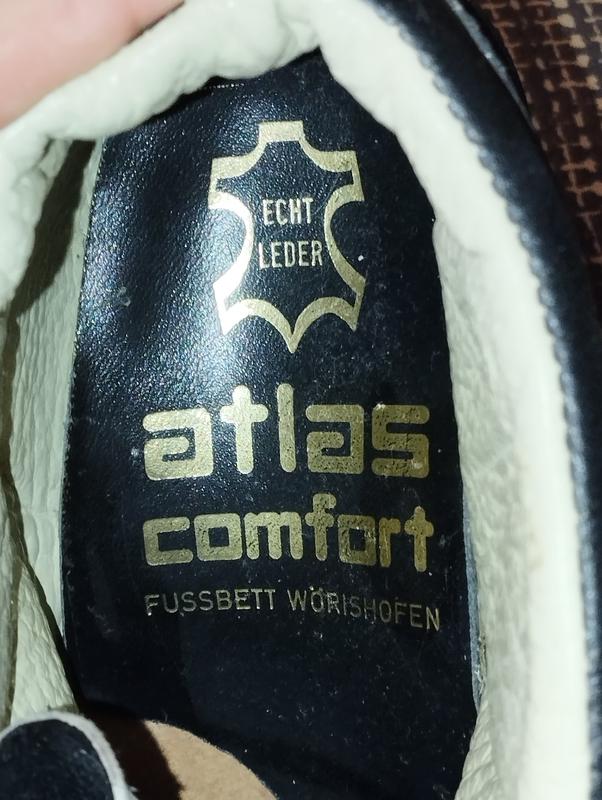 ECHT
LEDER
atlas
comfort
FUSSBETT WÖRISHOFEN